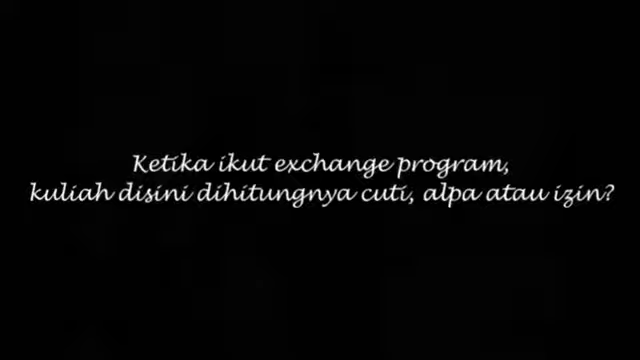 Ketika ikut exchange program,
kuliah disini dihitungnya cuti, alpa atau izin?